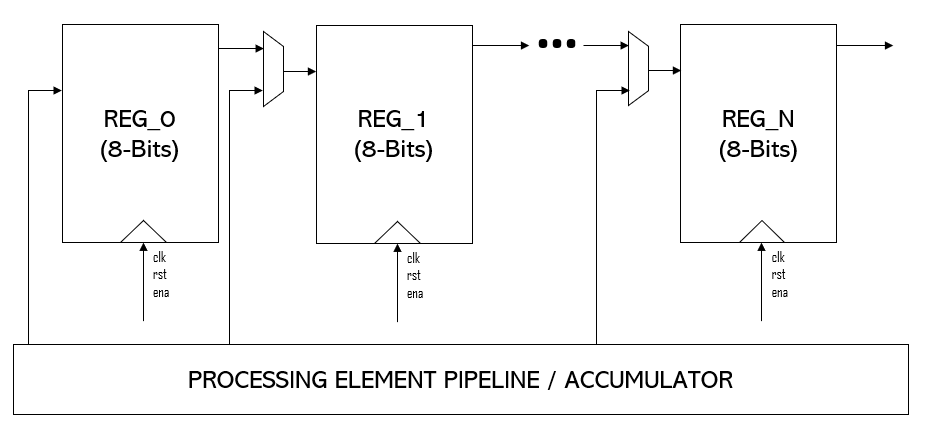 REG_0
(8-Bits)
REG_1
(8-Bits)
REG_N
(8-Bits)
clk
rst
ena
clk
rst
ena
clk
rst
ena
PROCESSING ELEMENT PIPELINE / ACCUMULATOR